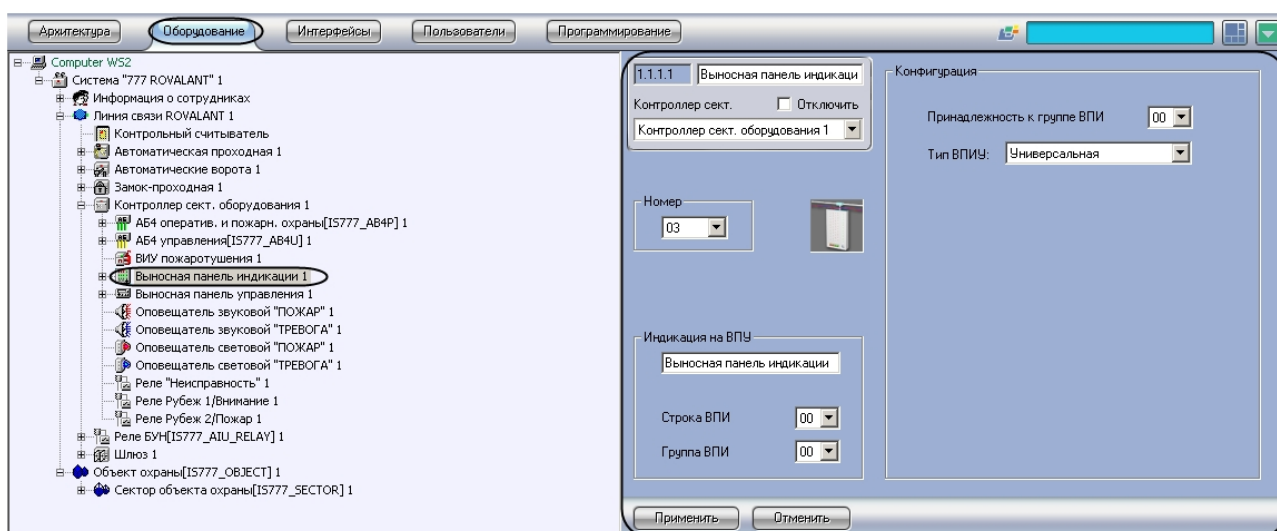 Архитектура
Оборудование
Интерфейсы
Пользователи
Программирование
Computer WS2
Система "777 ROVALANT" 1
Информация о сотрудниках
Линия связи ROVALANT 1
Контрольный считыватель
Автоматическая проходная 1
Автоматические ворота 1
Замок-проходная 1
Контроллер сект. оборудования 1
АБ4 оператив. и пожарн. охраны[IS777_AB4P] 1
АБ4 управления[IS777_AB4U] 1
ВИУ пожаротушения 1
Выносная панель индикации 1
Выносная панель управления 1
Оповещатель звуковой "ПОЖАР" 1
Оповещатель звуковой "ТРЕВОГА" 1
Оповещатель световой "ПОЖАР" 1
Оповещатель световой "ТРЕВОГА" 1
Реле "Неисправность" 1
Реле Рубеж 1/Внимание 1
Реле Рубеж 2/Пожар 1
Реле БУН[IS777_AIU_RELAY] 1
Шлюз 1
Объект охраны[IS777_OBJECT] 1
Сектор объекта охраны[IS777_SECTOR] 1
1.1.1.1 Выносная панель индикаци
Контроллер сект. Отключить
Контроллер сект. оборудования 1
Номер
03
Индикация на ВПУ
Выносная панель индикации
Строка ВПИ 00
Группа ВПИ 00
Конфигурация
Принадлежность к группе ВПИ 00
Тип ВПИУ: Универсальная
Применить Отменить